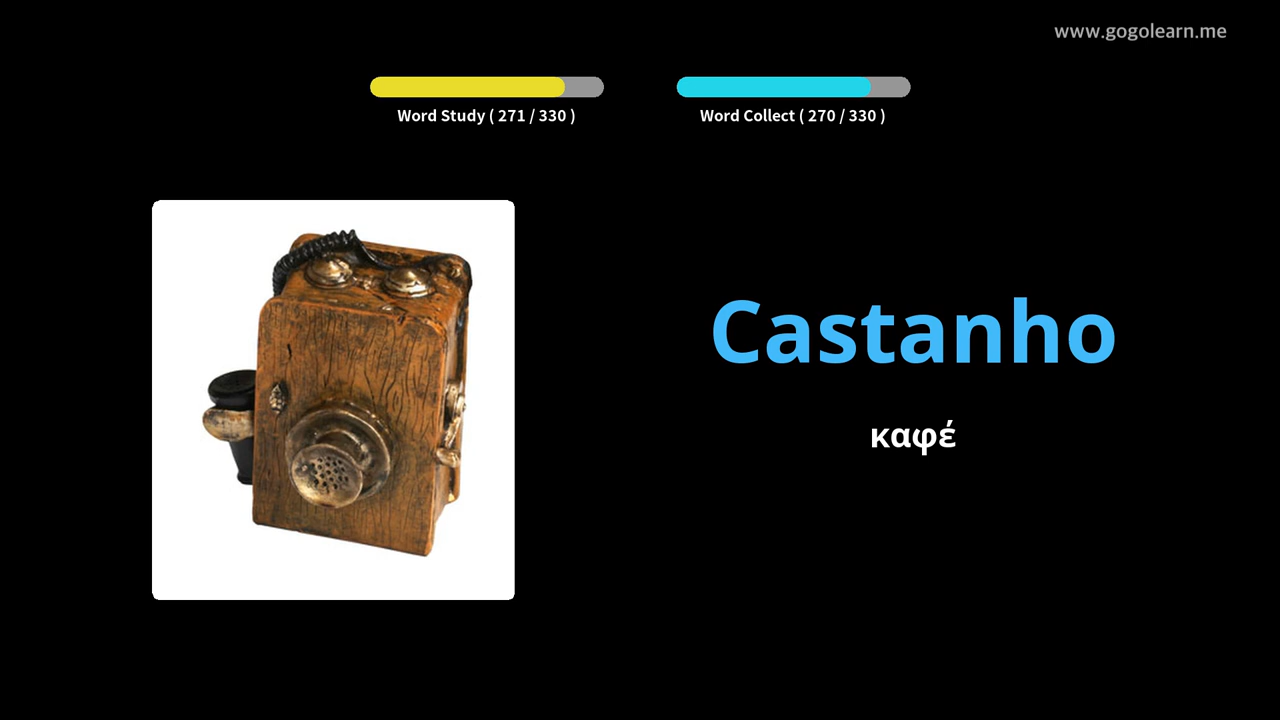 www.gogolearn.me
Word Study ( 271 / 330 )
Word Collect ( 270 / 330 )
Castanho
καφέ